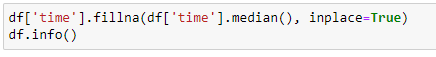 df['time'].fillna(df['time'].median(), inplace=True)
df.info()